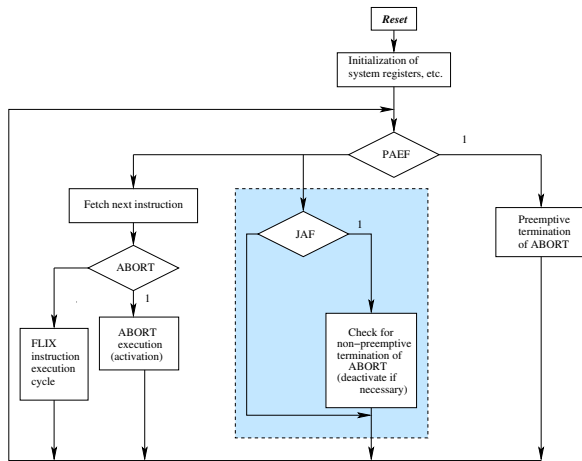 Reset
Initialization of
system registers, etc.
PAEF
1
Fetch next instruction
JAF
1
Preemptive
termination
of ABORT
ABORT
1
FLIX
instruction
execution
cycle
ABORT
execution
(activation)
Check for
non-preemptive
termination of
ABORT
(deactivate if
necessary)